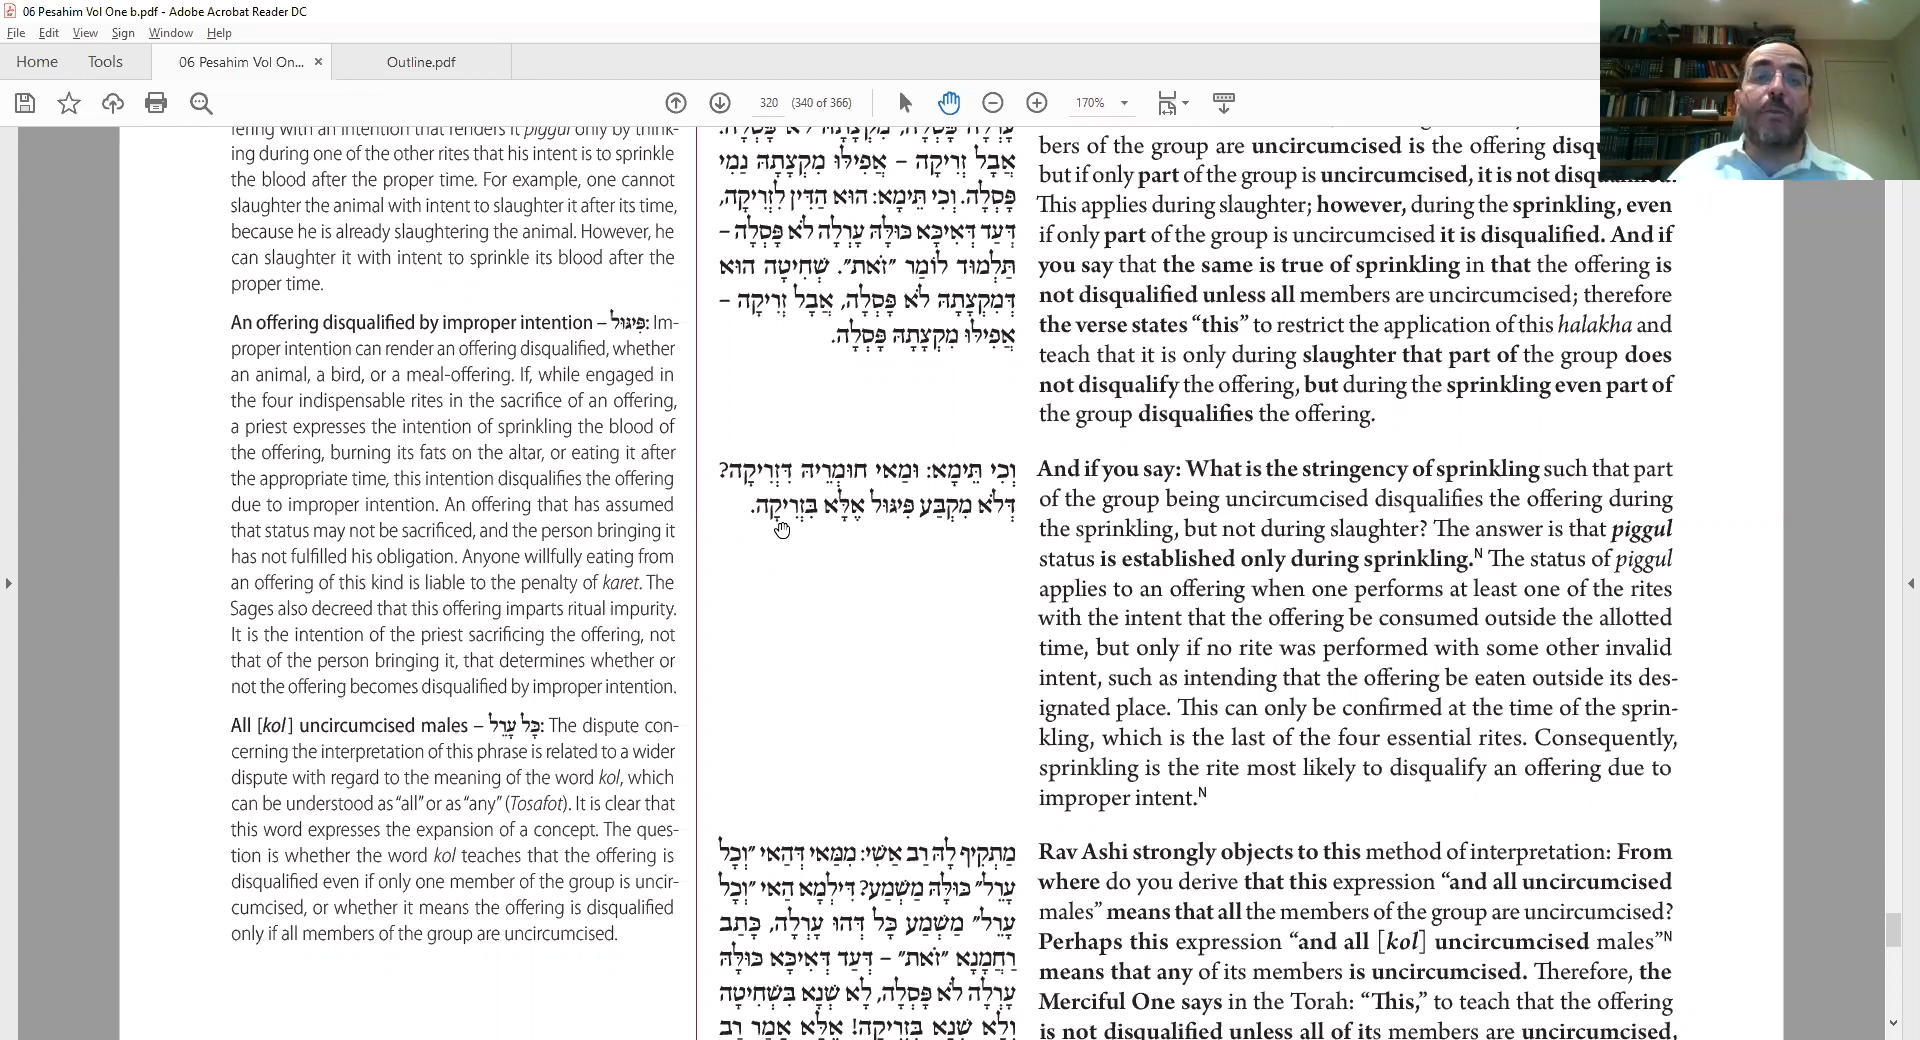 06 Pesahim Vol One b.pdf - Adobe Acrobat Reader DC
File Edit View Sign Window Help
Home Tools 06 Pesahim Vol On... × Outline.pdf
320 (340 of 366) 170%
fering with an intention that renders it piggul only by think-
ing during one of the other rites that his intent is to sprinkle
the blood after the proper time. For example, one cannot
slaughter the animal with intent to slaughter it after its time,
because he is already slaughtering the animal. However, he
can slaughter it with intent to sprinkle its blood after the
proper time.
An offering disqualified by improper intention – פִּיגּוּל: Im-
proper intention can render an offering disqualified, whether
an animal, a bird, or a meal-offering. If, while engaged in
the four indispensable rites in the sacrifice of an offering,
a priest expresses the intention of sprinkling the blood of
the offering, burning its fats on the altar, or eating it after
the appropriate time, this intention disqualifies the offering
due to improper intention. An offering that has assumed
that status may not be sacrificed, and the person bringing it
has not fulfilled his obligation. Anyone willfully eating from
an offering of this kind is liable to the penalty of karet. The
Sages also decreed that this offering imparts ritual impurity.
It is the intention of the priest sacrificing the offering, not
that of the person bringing it, that determines whether or
not the offering becomes disqualified by improper intention.
All [kol] uncircumcised males – כׇּל עָרֵל: The dispute con-
cerning the interpretation of this phrase is related to a wider
dispute with regard to the meaning of the word kol, which
can be understood as “all” or as “any” (Tosafot). It is clear that
this word expresses the expansion of a concept. The ques-
tion is whether the word kol teaches that the offering is
disqualified even if only one member of the group is uncir-
cumcised, or whether it means the offering is disqualified
only if all members of the group are uncircumcised.
עׇרְלָה פָּסְלָה, מִקְצָתָהּ לֹא פָּסְלָה.
אֲבָל זְרִיקָה – אֲפִילּוּ מִקְצָתָהּ נָמֵי
פָּסְלָה. וְכִי תֵּימָא: הוּא הַדִּין לִזְרִיקָה,
דְּעַד דְּאִיכָּא כּוּלָּהּ עׇרְלָה לֹא פָּסְלָה –
תַּלְמוּד לוֹמַר ״זֹאת״. שְׁחִיטָה הוּא
דְּמִקְצָתָהּ לֹא פָּסְלָה, אֲבָל זְרִיקָה –
אֲפִילּוּ מִקְצָתָהּ פָּסְלָה.
וְכִי תֵּימָא: וּמַאי חוּמְרֵיהּ דִּזְרִיקָה?
דְּלֹא מִקְבַּע פִּיגּוּל אֶלָּא בִּזְרִיקָה.
מַתְקֵיף לָהּ רַב אָשֵׁי: מִמַּאי דְּהַאי ״וְכׇל
עָרֵל״ כּוּלָּהּ מַשְׁמַע? דִּילְמָא הַאי ״וְכׇל
עָרֵל״ מַשְׁמַע כׇּל דְּהוּ עׇרְלָה, כָּתַב
רַחֲמָנָא ״זֹאת״ – דְּעַד דְּאִיכָּא כּוּלָּהּ
עׇרְלָה לֹא פָּסְלָה, לָא שְׁנָא בִּשְׁחִיטָה
וְלָא שְׁנָא בִּזְרִיקָה! אֶלָּא אָמַר רַב
bers of the group are uncircumcised is the offering
but if only part of the group is uncircumcised, it is not disqualified.
This applies during slaughter; however, during the sprinkling, even
if only part of the group is uncircumcised it is disqualified. And if
you say that the same is true of sprinkling in that the offering is
not disqualified unless all members are uncircumcised; therefore
the verse states “this” to restrict the application of this halakha and
teach that it is only during slaughter that part of the group does
not disqualify the offering, but during the sprinkling even part of
the group disqualifies the offering.
And if you say: What is the stringency of sprinkling such that part
of the group being uncircumcised disqualifies the offering during
the sprinkling, but not during slaughter? The answer is that piggul
status is established only during sprinkling.N The status of piggul
applies to an offering when one performs at least one of the rites
with the intent that the offering be consumed outside the allotted
time, but only if no rite was performed with some other invalid
intent, such as intending that the offering be eaten outside its des-
ignated place. This can only be confirmed at the time of the sprin-
kling, which is the last of the four essential rites. Consequently,
sprinkling is the rite most likely to disqualify an offering due to
improper intent.N
Rav Ashi strongly objects to this method of interpretation: From
where do you derive that this expression “and all uncircumcised
males” means that all the members of the group are uncircumcised?
Perhaps this expression “and all [kol] uncircumcised males”N
means that any of its members is uncircumcised. Therefore, the
Merciful One says in the Torah: “This,” to teach that the offering
is not disqualified unless all of its members are uncircumcised,